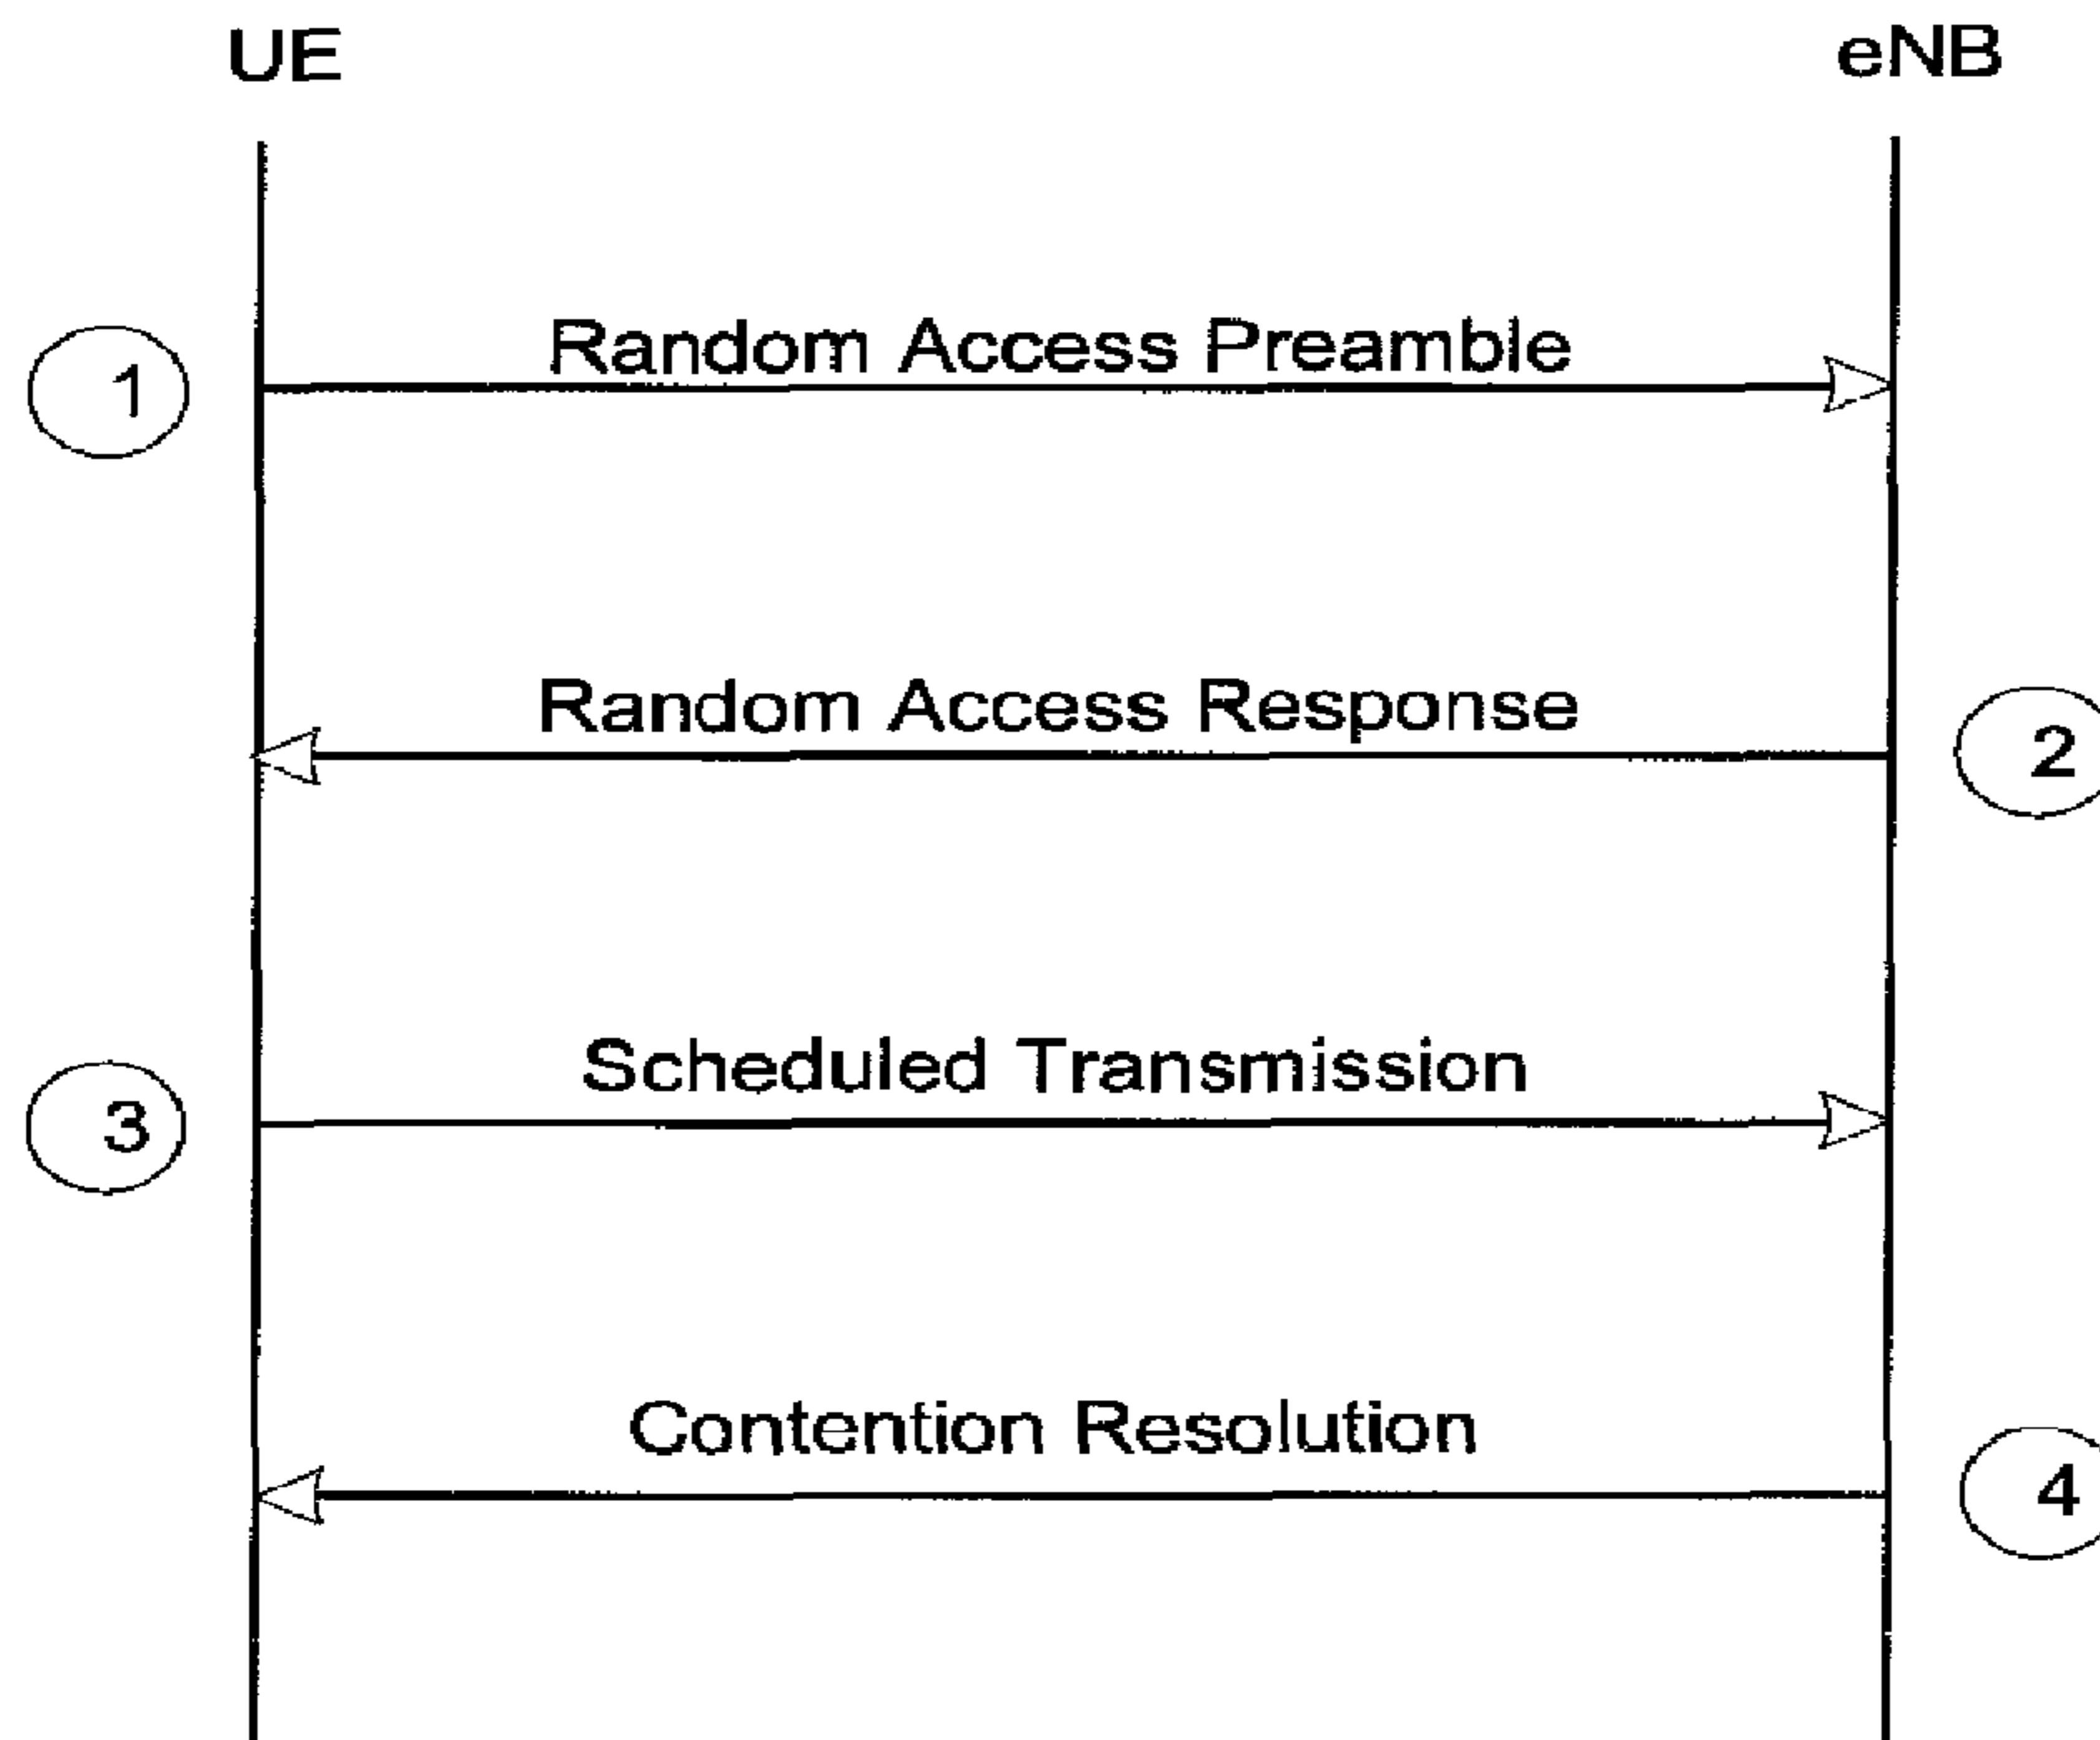 UE
eNB
Random Access Preamble
1
Random Access Response
2
Scheduled Transmission
3
Contention Resolution
4